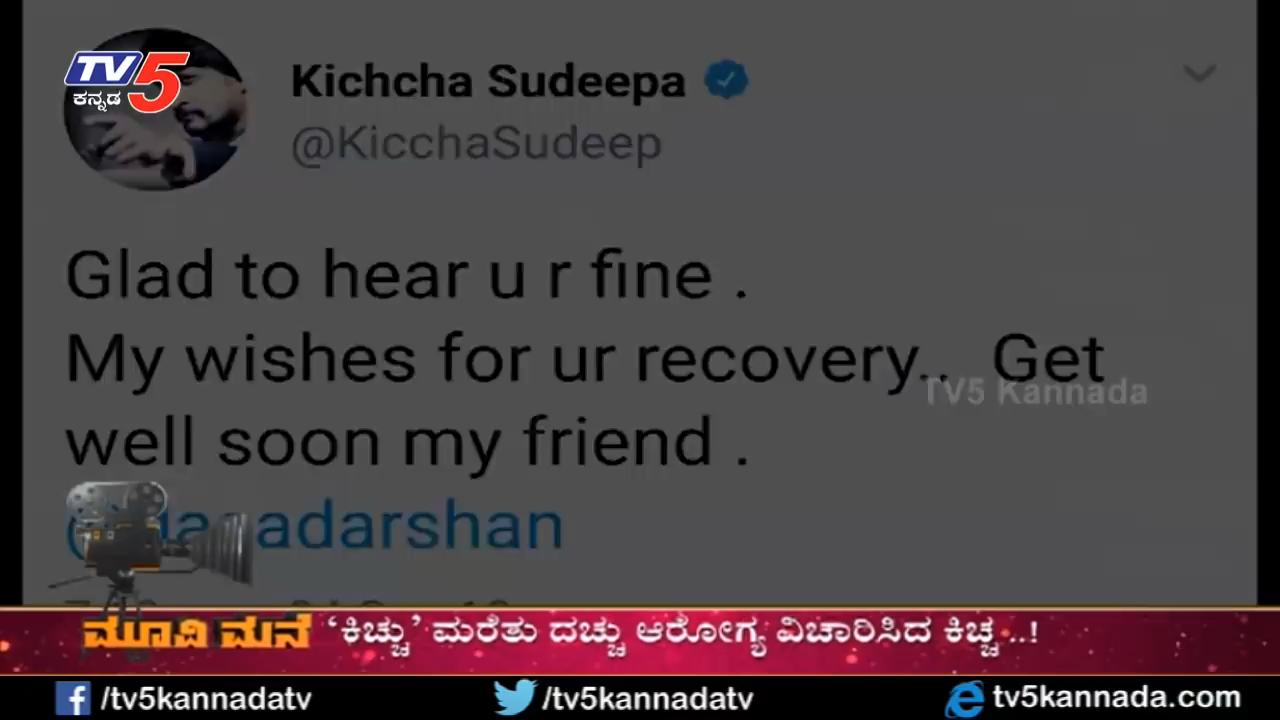 TV5
ಕನ್ನಡ
Kichcha Sudeepa
@KicchaSudeep
Glad to hear u r fine .
My wishes for ur recovery.. Get
well soon my friend .
TV5 Kannada
ಮೂವಿ ಮನೆ ‘ಕಿಚ್ಚು’ ಮರೆತು ದಚ್ಚು ಆರೋಗ್ಯ ವಿಚಾರಿಸಿದ ಕಿಚ್ಚ ..!
/tv5kannadatv /tv5kannadatv tv5kannada.com